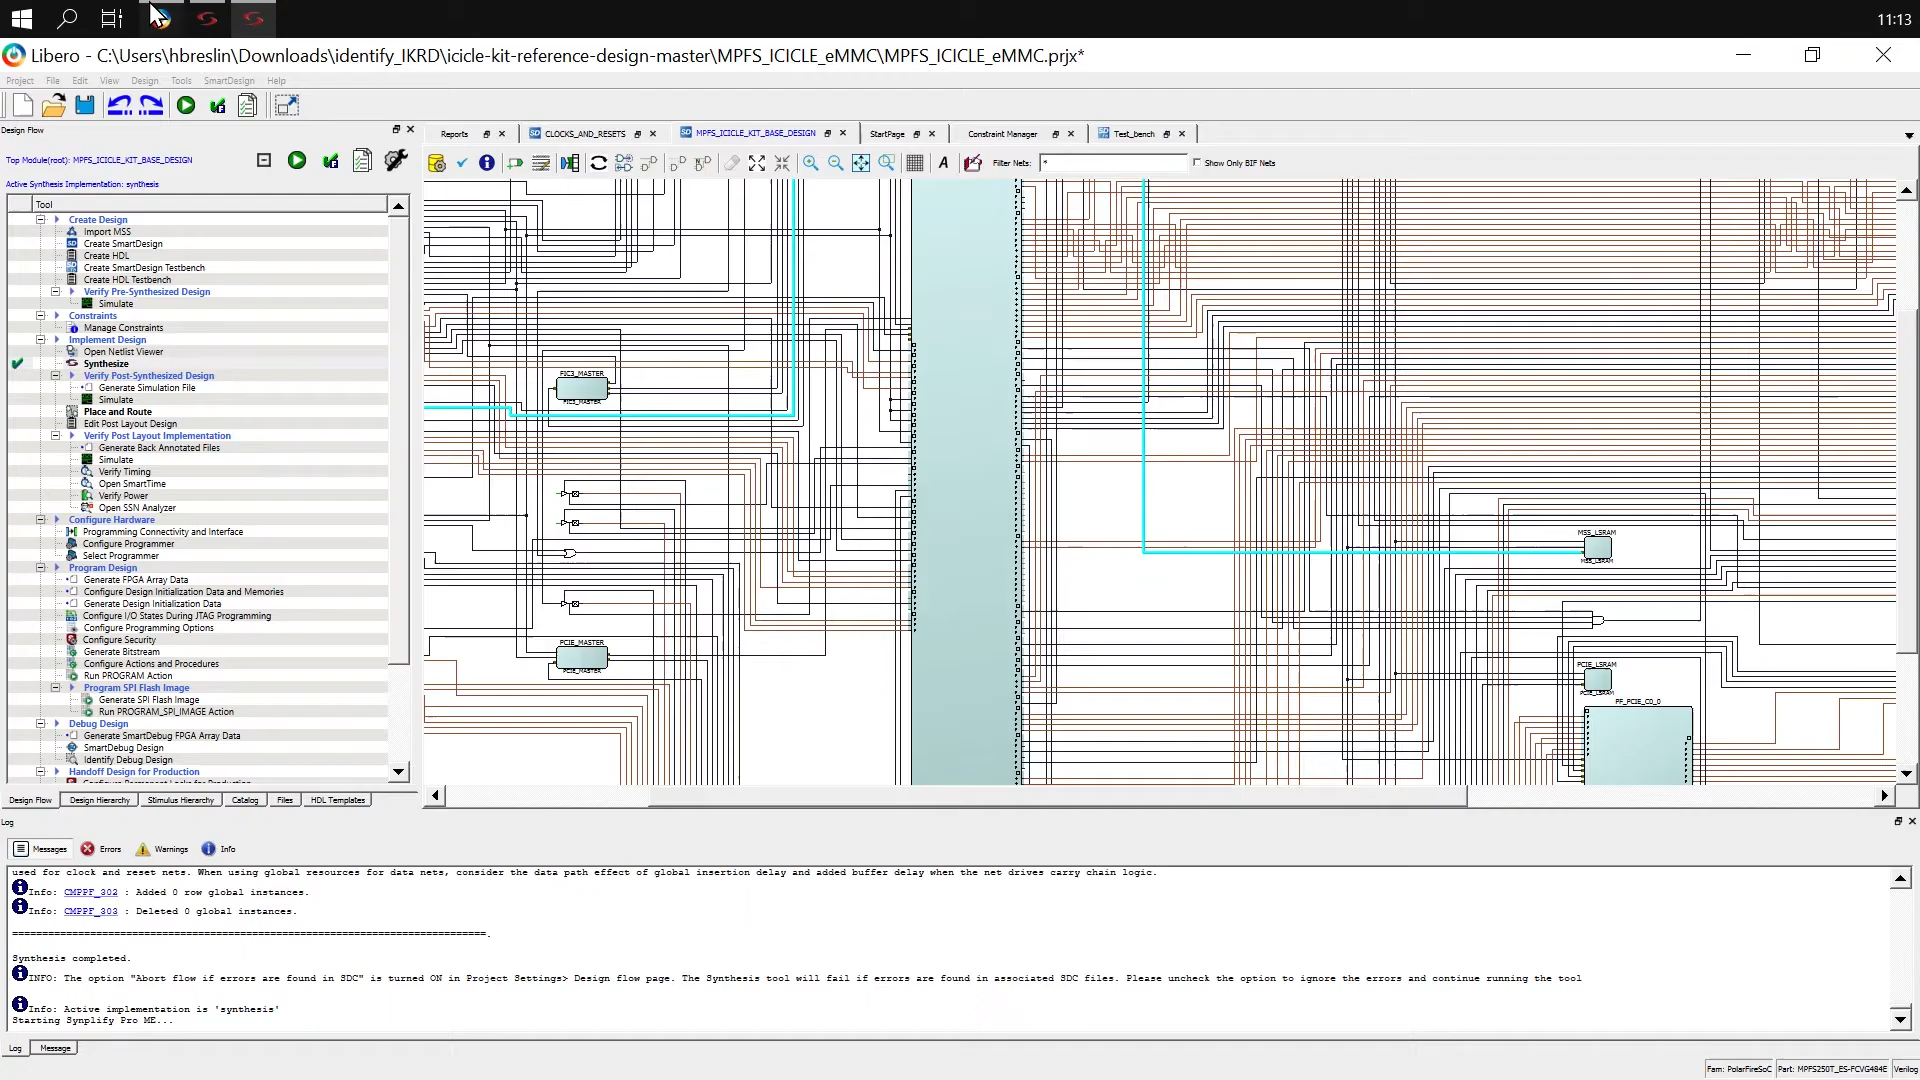 11:13
Libero - C:\Users\hbreslin\Downloads\identify_IKRD\icicle-kit-reference-design-master\MPFS_ICICLE_eMMC\MPFS_ICICLE_eMMC.prjx*
Project File Edit View Design Tools SmartDesign Help
Design Flow
Reports CLOCKS_AND_RESETS MPFS_ICICLE_KIT_BASE_DESIGN StartPage Constraint Manager Test_bench
Top Module(root): MPFS_ICICLE_KIT_BASE_DESIGN
Filter Nets: * Show Only BIF Nets
Active Synthesis Implementation: synthesis
Tool
Create Design
Import MSS
Create SmartDesign
Create HDL
Create SmartDesign Testbench
Create HDL Testbench
Verify Pre-Synthesized Design
Simulate
Constraints
Manage Constraints
Implement Design
Open Netlist Viewer
Synthesize
Verify Post-Synthesized Design
Generate Simulation File
Simulate
Place and Route
Edit Post Layout Design
Verify Post Layout Implementation
Generate Back Annotated Files
Simulate
Verify Timing
Open SmartTime
Verify Power
Open SSN Analyzer
Configure Hardware
Programming Connectivity and Interface
Configure Programmer
Select Programmer
Program Design
Generate FPGA Array Data
Configure Design Initialization Data and Memories
Generate Design Initialization Data
Configure I/O States During JTAG Programming
Configure Programming Options
Configure Security
Generate Bitstream
Configure Actions and Procedures
Run PROGRAM Action
Program SPI Flash Image
Generate SPI Flash Image
Run PROGRAM_SPI_IMAGE Action
Debug Design
Generate SmartDebug FPGA Array Data
SmartDebug Design
Identify Debug Design
Handoff Design for Production
FIC3_MASTER
FIC3_MASTER
PCIE_MASTER
PCIE_MASTER
MSS_LSRAM
MSS_LSRAM
PCIE_LSRAM
PCIE_LSRAM
PF_PCIE_C0_0
Design Flow Design Hierarchy Stimulus Hierarchy Catalog Files HDL Templates
Log
Messages Errors Warnings Info
used for clock and reset nets. When using global resources for data nets, consider the data path effect of global insertion delay and added buffer delay when the net drives carry chain logic.
Info: CMPPF_302 : Added 0 row global instances.
Info: CMPPF_303 : Deleted 0 global instances.
Synthesis completed.
INFO: The option "Abort flow if errors are found in SDC" is turned ON in Project Settings> Design flow page. The Synthesis tool will fail if errors are found in associated SDC files. Please uncheck the option to ignore the errors and continue running the tool
Info: Active implementation is 'synthesis'
Starting Synplify Pro ME...
Log Message
Fam: PolarFireSoC Part: MPFS250T_ES-FCVG484E Verilog